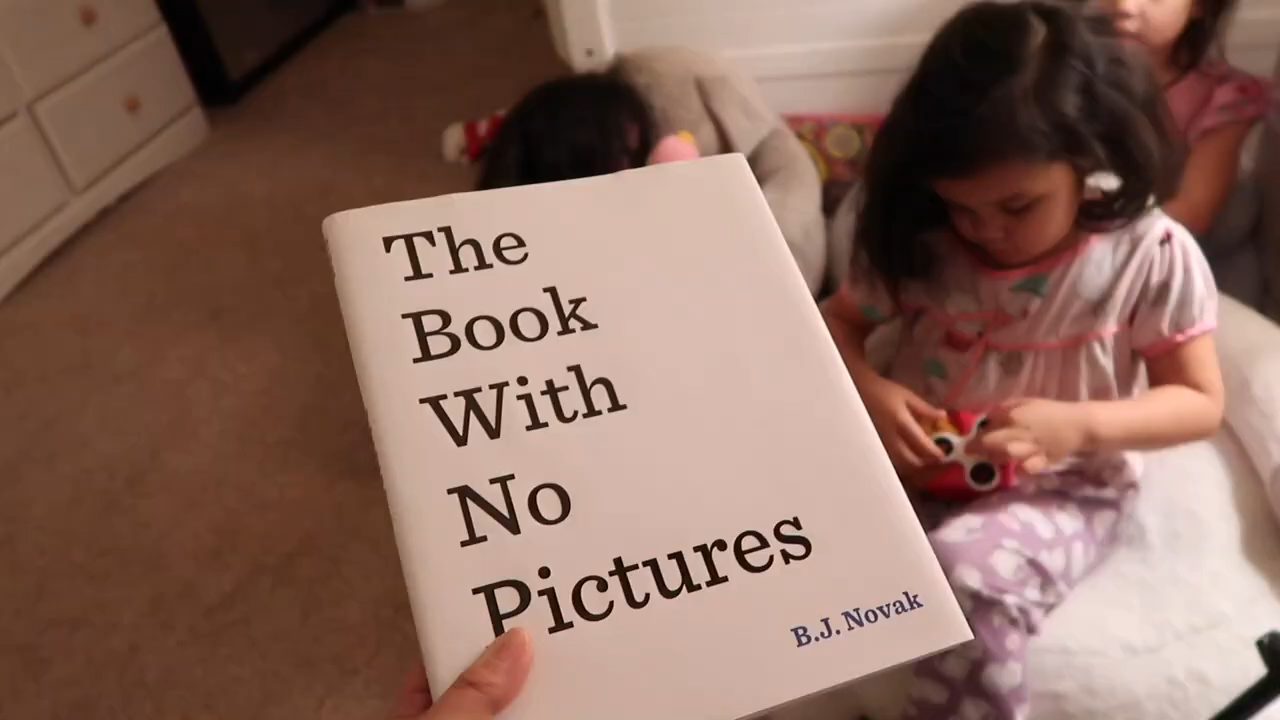 The
Book
With
No
Pictures
B.J. Novak